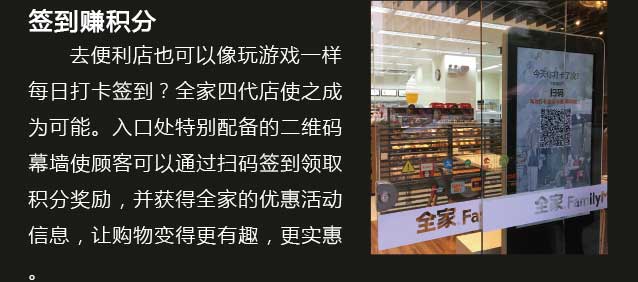 签到赚积分
去便利店也可以像玩游戏一样
每日打卡签到？全家四代店使之成
为可能。入口处特别配备的二维码
幕墙使顾客可以通过扫码签到领取
积分奖励，并获得全家的优惠活动
信息，让购物变得更有趣，更实惠
。
今天你打卡了没?
扫码
全家 Fa
全家 FamilyM